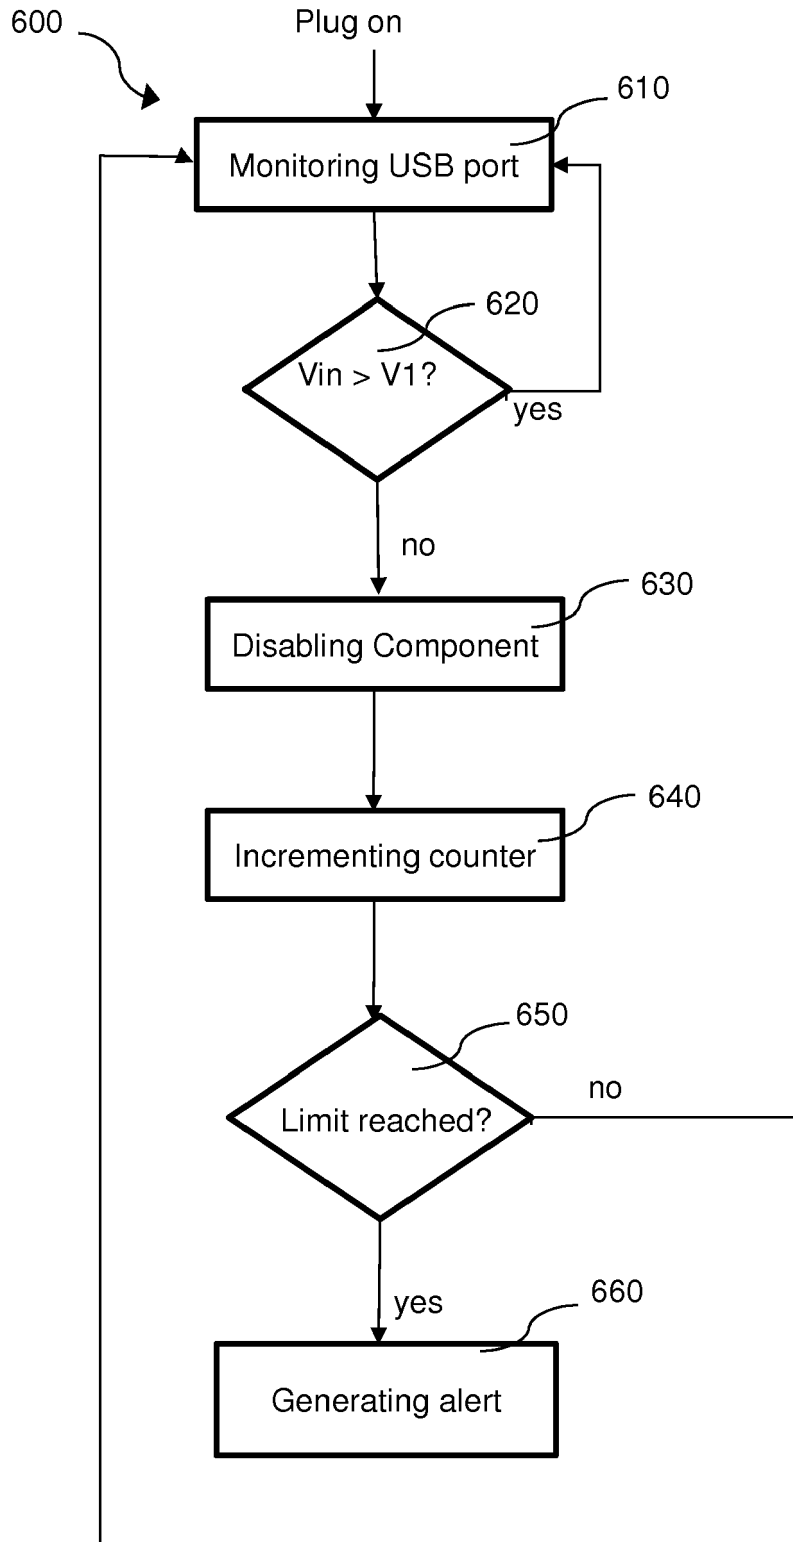 600
Plug on
610
Monitoring USB port
620
Vin > V1?
yes
no
630
Disabling Component
640
Incrementing counter
650
no
Limit reached?
yes
660
Generating alert